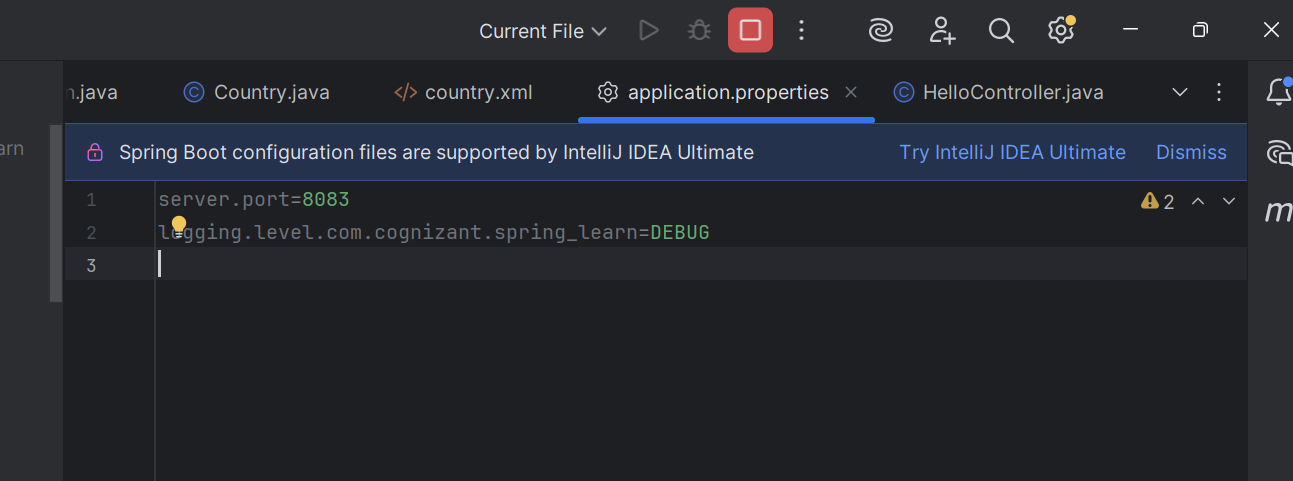 Current File
n.java
Country.java
country.xml
application.properties
HelloController.java
arn
Spring Boot configuration files are supported by IntelliJ IDEA Ultimate
Try IntelliJ IDEA Ultimate
Dismiss
1 server.port=8083
2
2 logging.level.com.cognizant.spring_learn=DEBUG
3
m